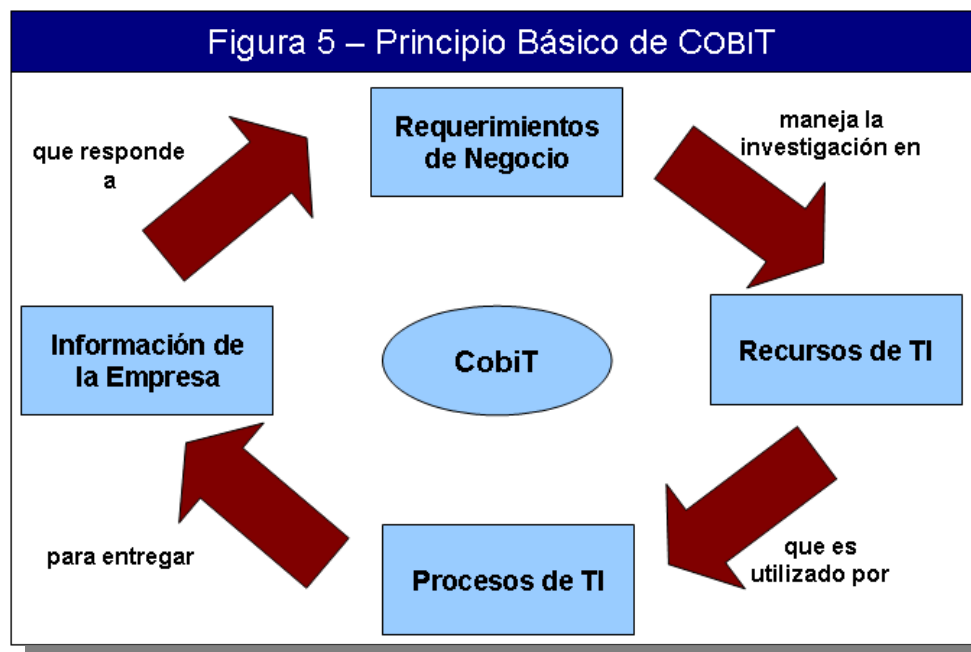 Figura 5 – Principio Básico de COBIT
Requerimientos
de Negocio
maneja la
investigación en
Recursos de TI
que es
utilizado por
Procesos de TI
para entregar
Información de
la Empresa
que responde
a
CobiT